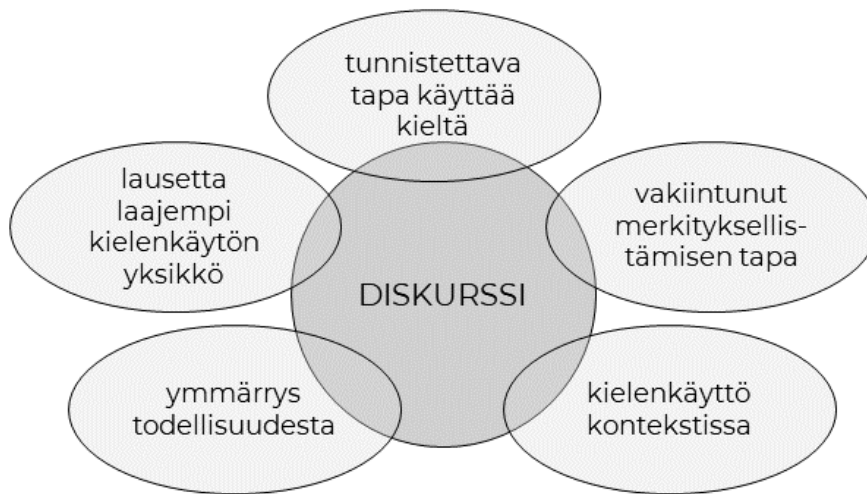 tunnistettava
tapa käyttää
kieltä
lausetta
laajempi
kielenkäytön
yksikkö
vakiintunut
merkityksellis-
tämisen tapa
DISKURSSI
ymmärrys
todellisuudesta
kielenkäyttö
kontekstissa